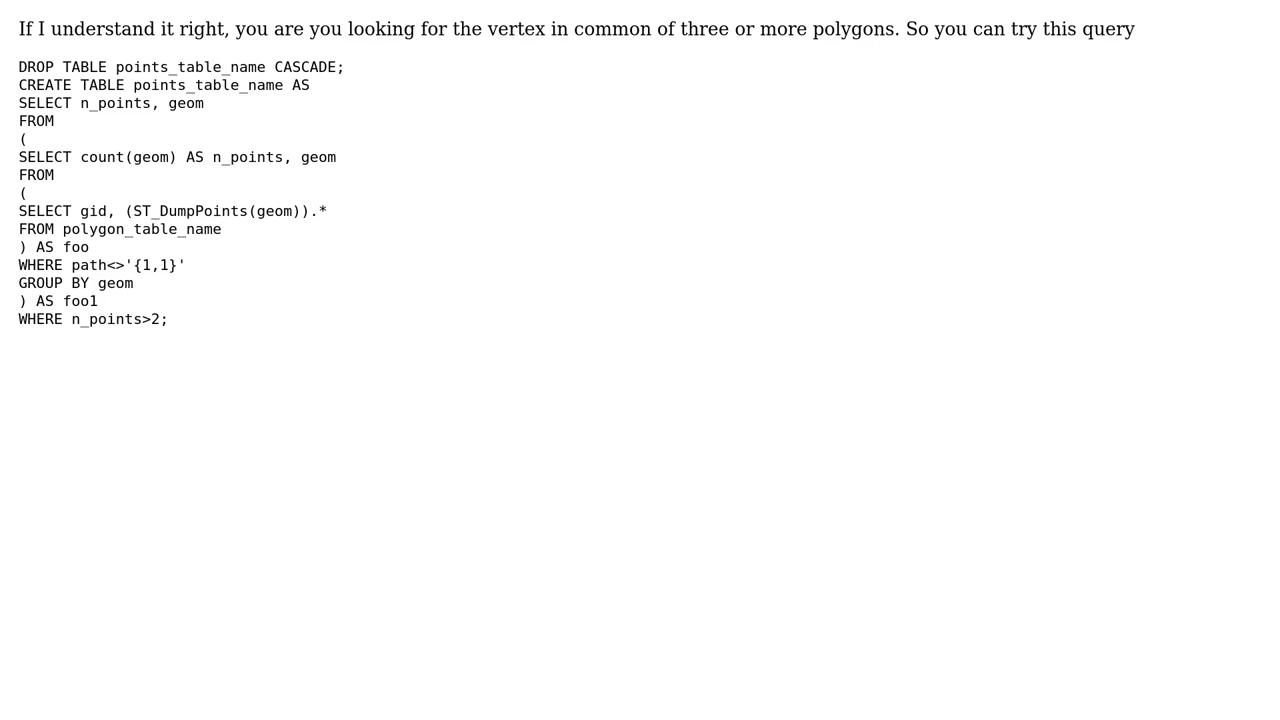 If I understand it right, you are you looking for the vertex in common of three or more polygons. So you can try this query
DROP TABLE points_table_name CASCADE;
CREATE TABLE points_table_name AS
SELECT n_points, geom
FROM
(
SELECT count(geom) AS n_points, geom
FROM
(
SELECT gid, (ST_DumpPoints(geom)).*
FROM polygon_table_name
) AS foo
WHERE path<>'{1,1}'
GROUP BY geom
) AS foo1
WHERE n_points>2;